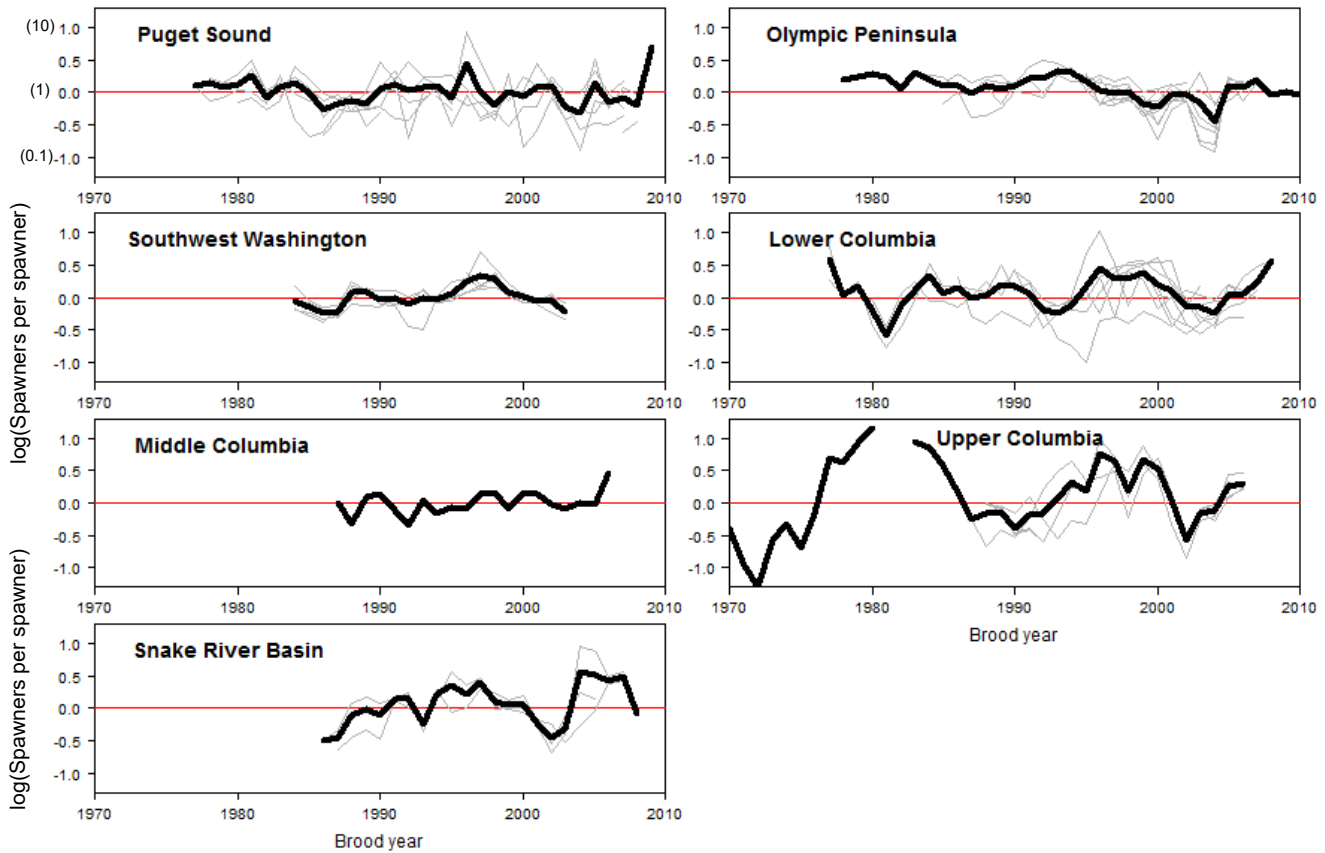 Puget Sound
(10) 1.0
0.5
(1) 0.0
-0.5
(0.1) -1.0
1970 1980 1990 2000 2010
Olympic Peninsula
1.0
0.5
0.0
-0.5
-1.0
1970 1980 1990 2000 2010
log(Spawners per spawner)
Southwest Washington
1.0
0.5
0.0
-0.5
-1.0
1970 1980 1990 2000 2010
Lower Columbia
1.0
0.5
0.0
-0.5
-1.0
1970 1980 1990 2000 2010
Middle Columbia
1.0
0.5
0.0
-0.5
-1.0
1970 1980 1990 2000 2010
Upper Columbia
1.0
0.5
0.0
-0.5
-1.0
1970 1980 1990 2000 2010
Brood year
log(Spawners per spawner)
Snake River Basin
1.0
0.5
0.0
-0.5
-1.0
1970 1980 1990 2000 2010
Brood year